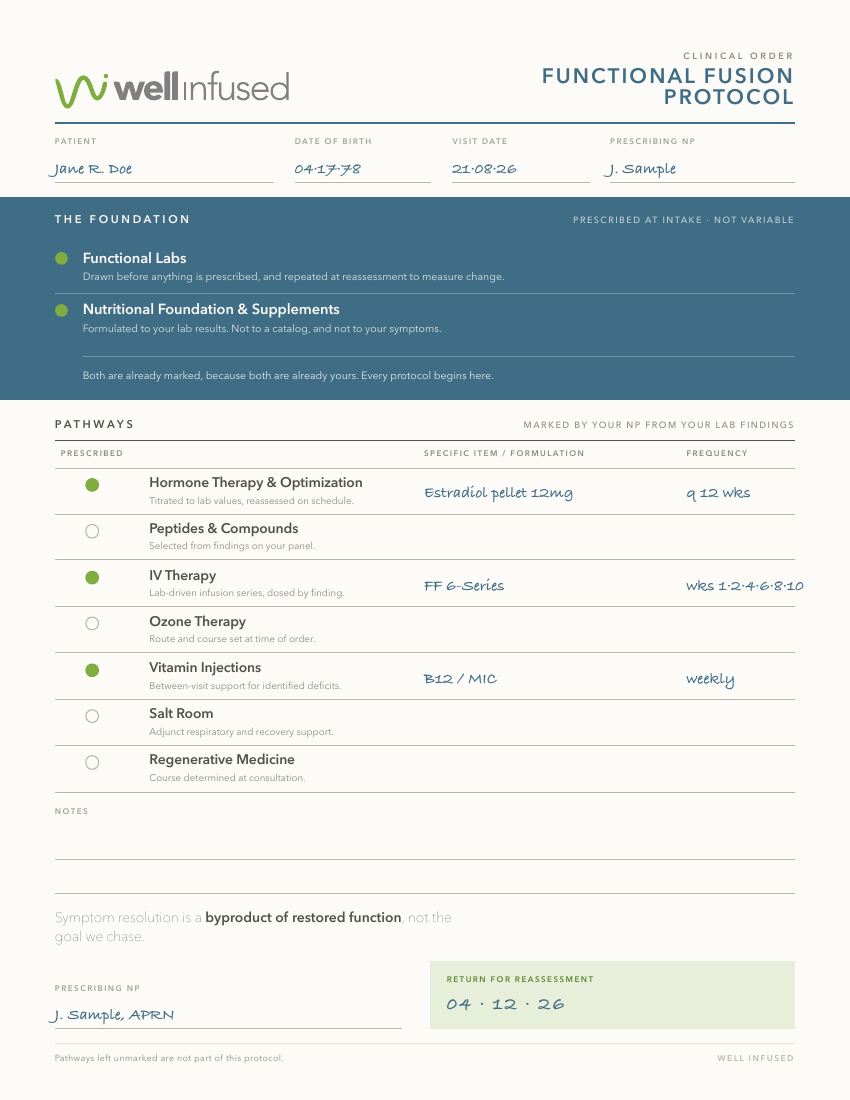 wellinfused
CLINICAL ORDER
FUNCTIONAL FUSION
PROTOCOL
PATIENT DATE OF BIRTH VISIT DATE PRESCRIBING NP
Jane R. Doe 04·17·78 21·08·26 J. Sample
THE FOUNDATION PRESCRIBED AT INTAKE · NOT VARIABLE
Functional Labs
Drawn before anything is prescribed, and repeated at reassessment to measure change.
Nutritional Foundation & Supplements
Formulated to your lab results. Not to a catalog, and not to your symptoms.
Both are already marked, because both are already yours. Every protocol begins here.
PATHWAYS MARKED BY YOUR NP FROM YOUR LAB FINDINGS
PRESCRIBED SPECIFIC ITEM / FORMULATION FREQUENCY
Hormone Therapy & Optimization
Titrated to lab values, reassessed on schedule.
Estradiol pellet 12mg q 12 wks
Peptides & Compounds
Selected from findings on your panel.
IV Therapy
Lab-driven infusion series, dosed by finding.
FF 6-Series wks 1·2·4·6·8·10
Ozone Therapy
Route and course set at time of order.
Vitamin Injections
Between-visit support for identified deficits.
B12 / MIC weekly
Salt Room
Adjunct respiratory and recovery support.
Regenerative Medicine
Course determined at consultation.
NOTES
Symptom resolution is a byproduct of restored function, not the
goal we chase.
PRESCRIBING NP
J. Sample, APRN
RETURN FOR REASSESSMENT
04 · 12 · 26
Pathways left unmarked are not part of this protocol. WELL INFUSED